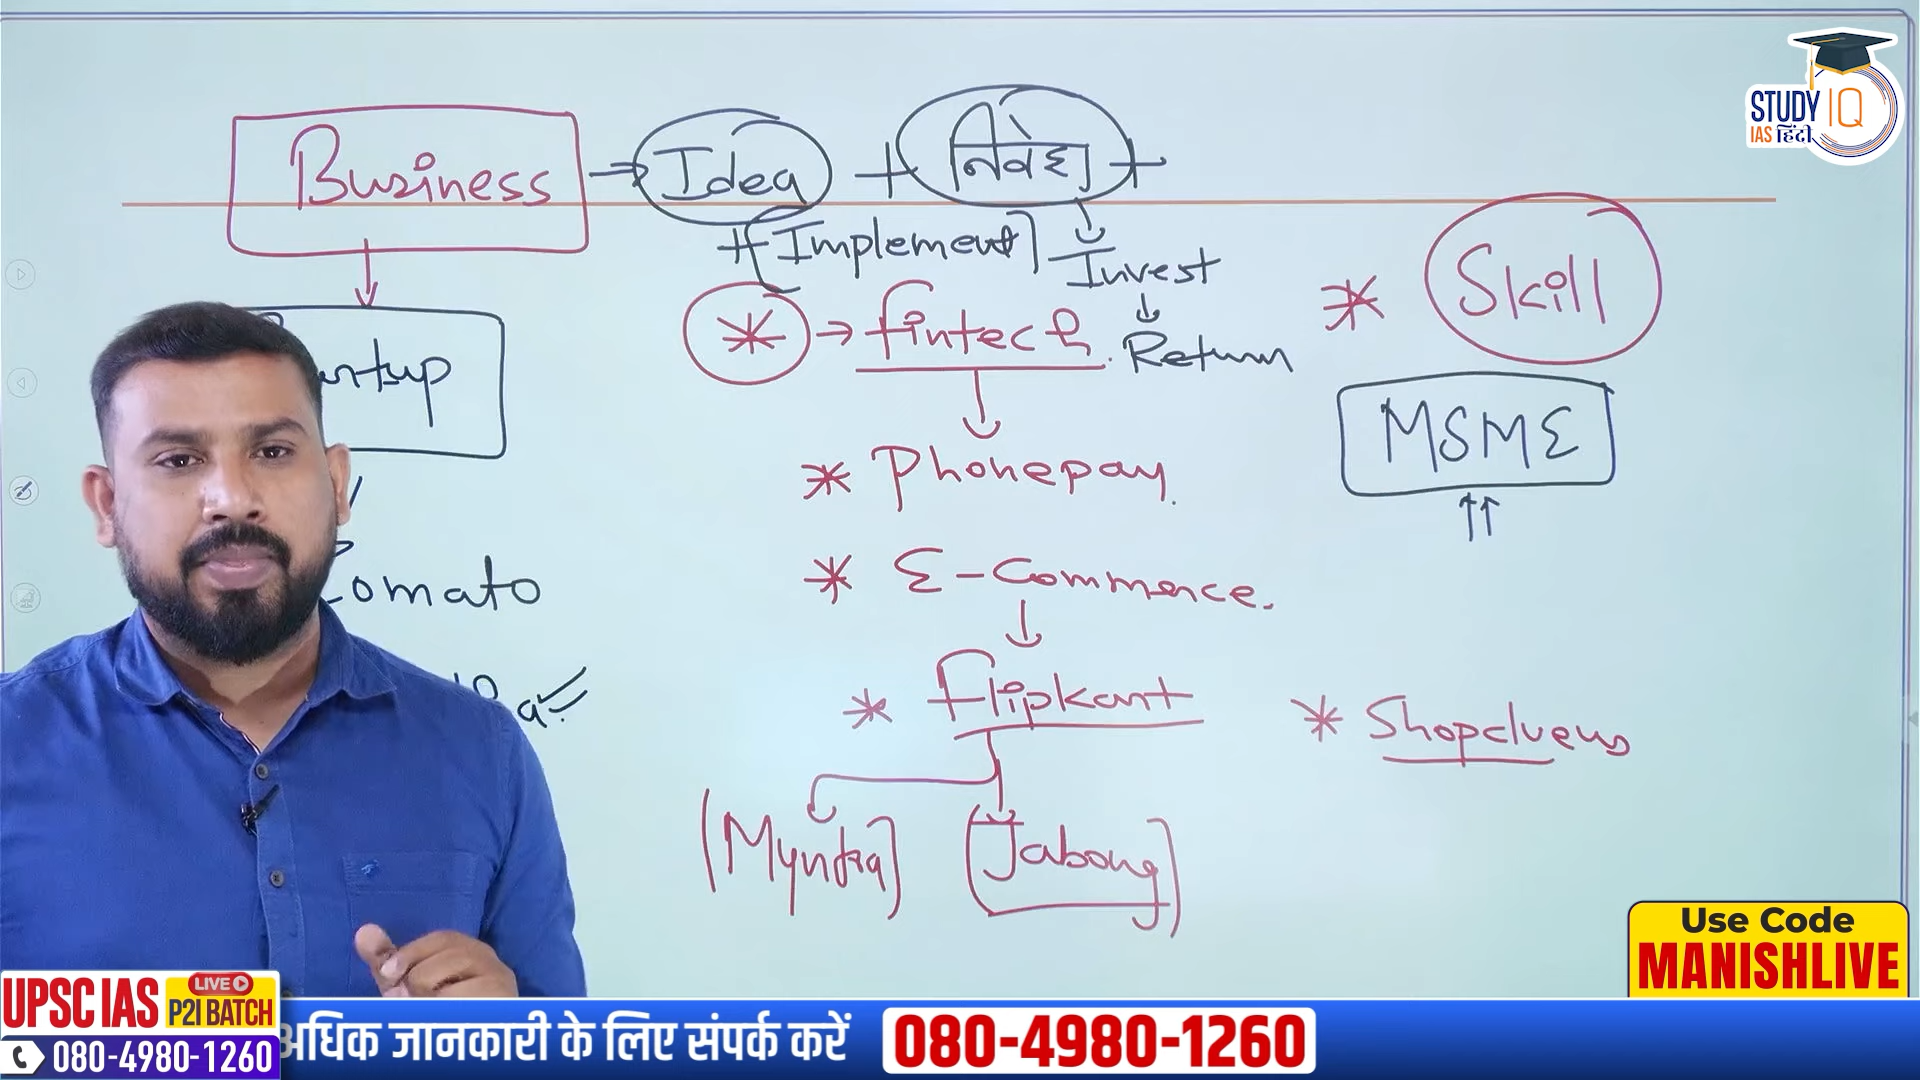 STUDY IQ
IAS हिंदी
Business → Idea + निवेश +
+ [Implement]
Invest
Return
* Skill
* → fintech
MSME
* Phonepay.
* E-Commerce.
* flipkart
* Shopclues
[Myntra] [Jabong]
Use Code
MANISHLIVE
UPSC IAS LIVE
P2I BATCH
080-4980-1260
अधिक जानकारी के लिए संपर्क करें 080-4980-1260